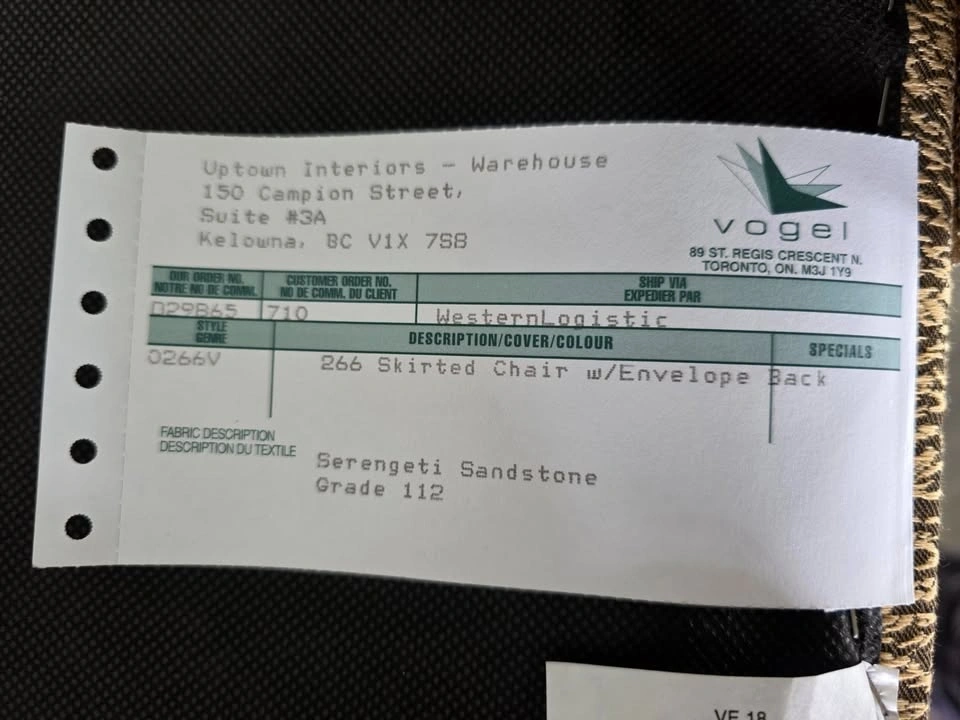 Uptown Interiors - Warehouse
150 Campion Street,
Suite #3A
Kelowna, BC V1X 7S8
vogel
89 ST. REGIS CRESCENT N.
TORONTO, ON. M3J 1Y9
OUR ORDER NO.
NOTRE NO DE COMM.
CUSTOMER ORDER NO.
NO DE COMM. DU CLIENT
SHIP VIA
EXPEDIER PAR
D29B65 710 WesternLogistic
STYLE
GENRE
DESCRIPTION/COVER/COLOUR SPECIALS
0266V 266 Skirted Chair w/Envelope Back
FABRIC DESCRIPTION
DESCRIPTION DU TEXTILE
Serengeti Sandstone
Grade 112
VF 18